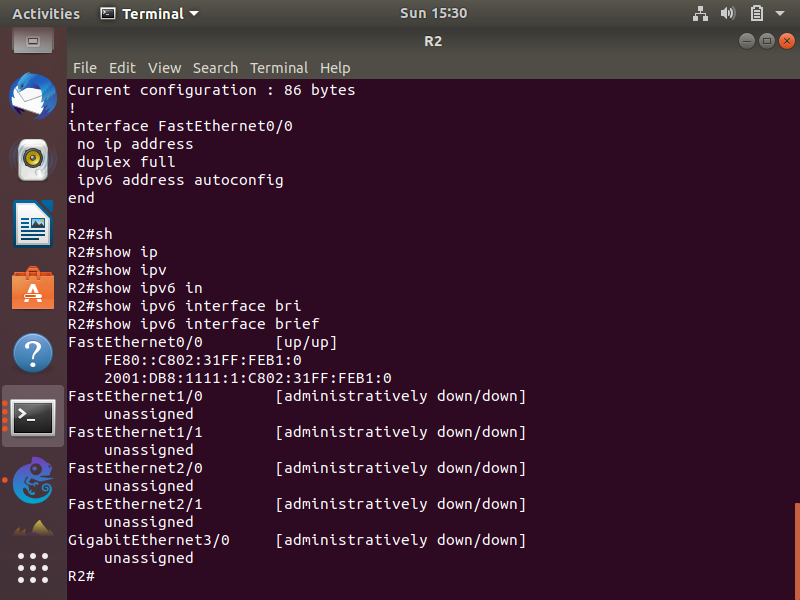 Activities Terminal Sun 15:30
R2
File Edit View Search Terminal Help
Current configuration : 86 bytes
!
interface FastEthernet0/0
 no ip address
 duplex full
 ipv6 address autoconfig
end

R2#sh
R2#show ip
R2#show ipv
R2#show ipv6 in
R2#show ipv6 interface bri
R2#show ipv6 interface brief
FastEthernet0/0        [up/up]
    FE80::C802:31FF:FEB1:0
    2001:DB8:1111:1:C802:31FF:FEB1:0
FastEthernet1/0        [administratively down/down]
    unassigned
FastEthernet1/1        [administratively down/down]
    unassigned
FastEthernet2/0        [administratively down/down]
    unassigned
FastEthernet2/1        [administratively down/down]
    unassigned
GigabitEthernet3/0     [administratively down/down]
    unassigned
R2#